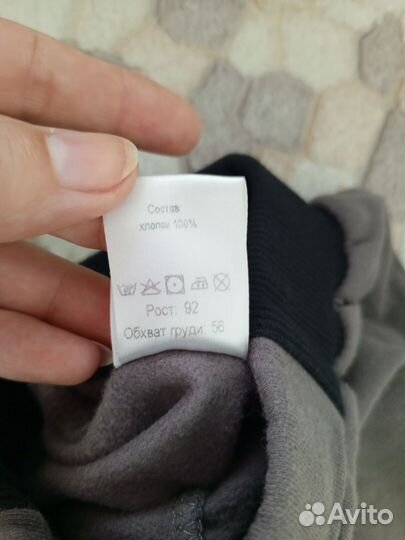 Состав:
хлопок 100%
Рост: 92
Обхват груди: 56
Avito